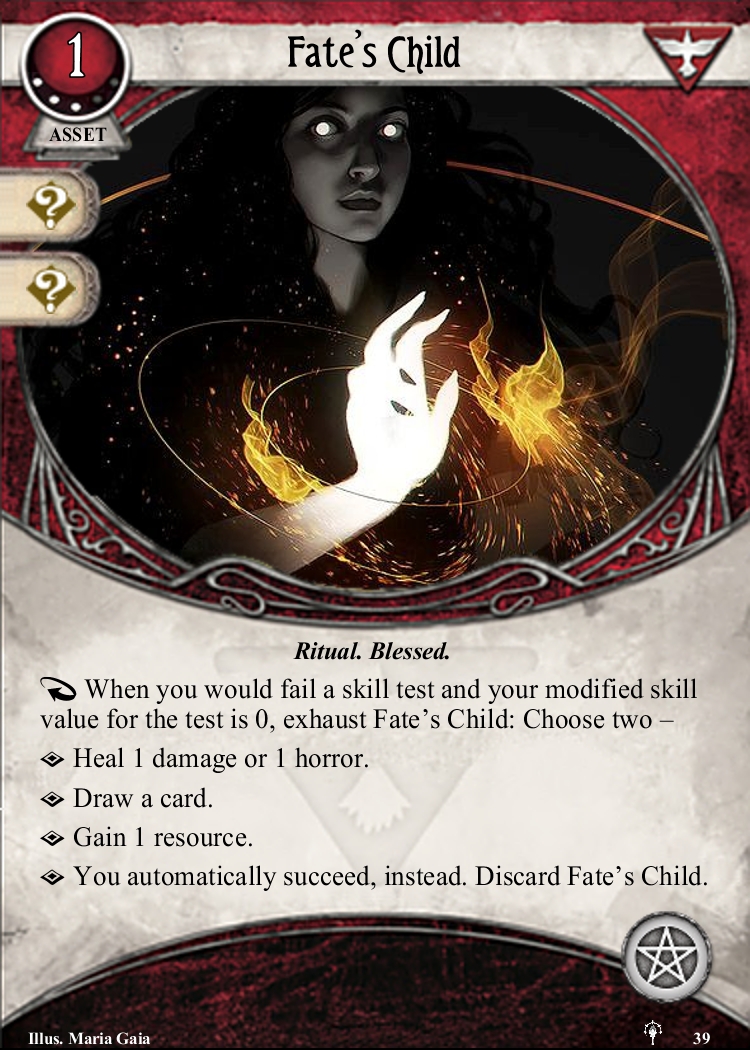 1
Fate's Child
ASSET
?
?
Ritual. Blessed.
When you would fail a skill test and your modified skill
value for the test is 0, exhaust Fate's Child: Choose two –
Heal 1 damage or 1 horror.
Draw a card.
Gain 1 resource.
You automatically succeed, instead. Discard Fate's Child.
Illus. Maria Gaia
39